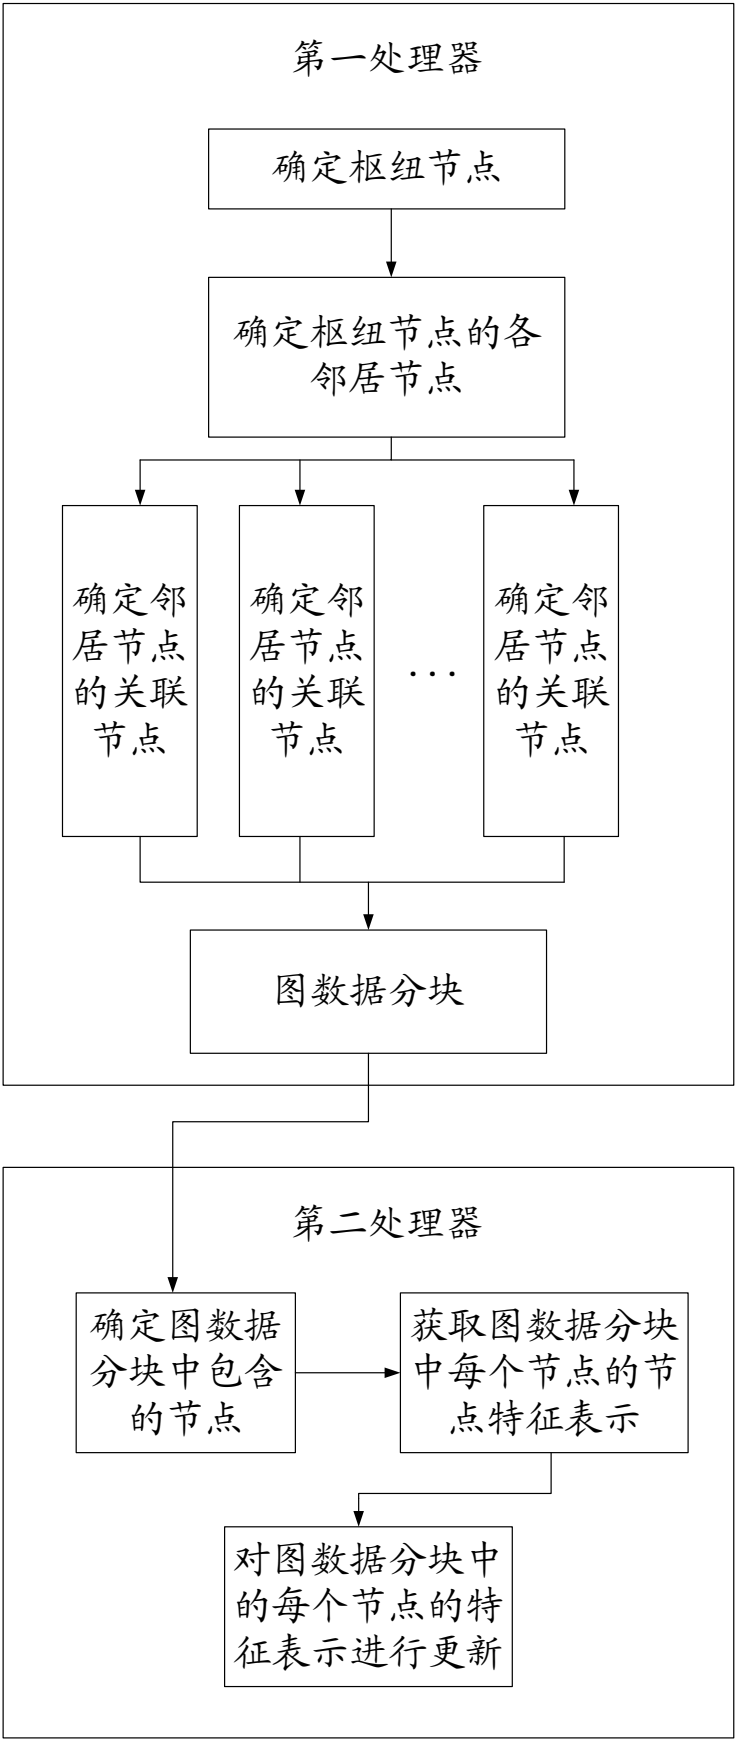 第一处理器
确定枢纽节点
确定枢纽节点的各
邻居节点
确定邻
居节点
的关联
节点
确定邻
居节点
的关联
节点
...
确定邻
居节点
的关联
节点
图数据分块
第二处理器
确定图数据
分块中包含
的节点
获取图数据分块
中每个节点的节
点特征表示
对图数据分块中
的每个节点的特
征表示进行更新